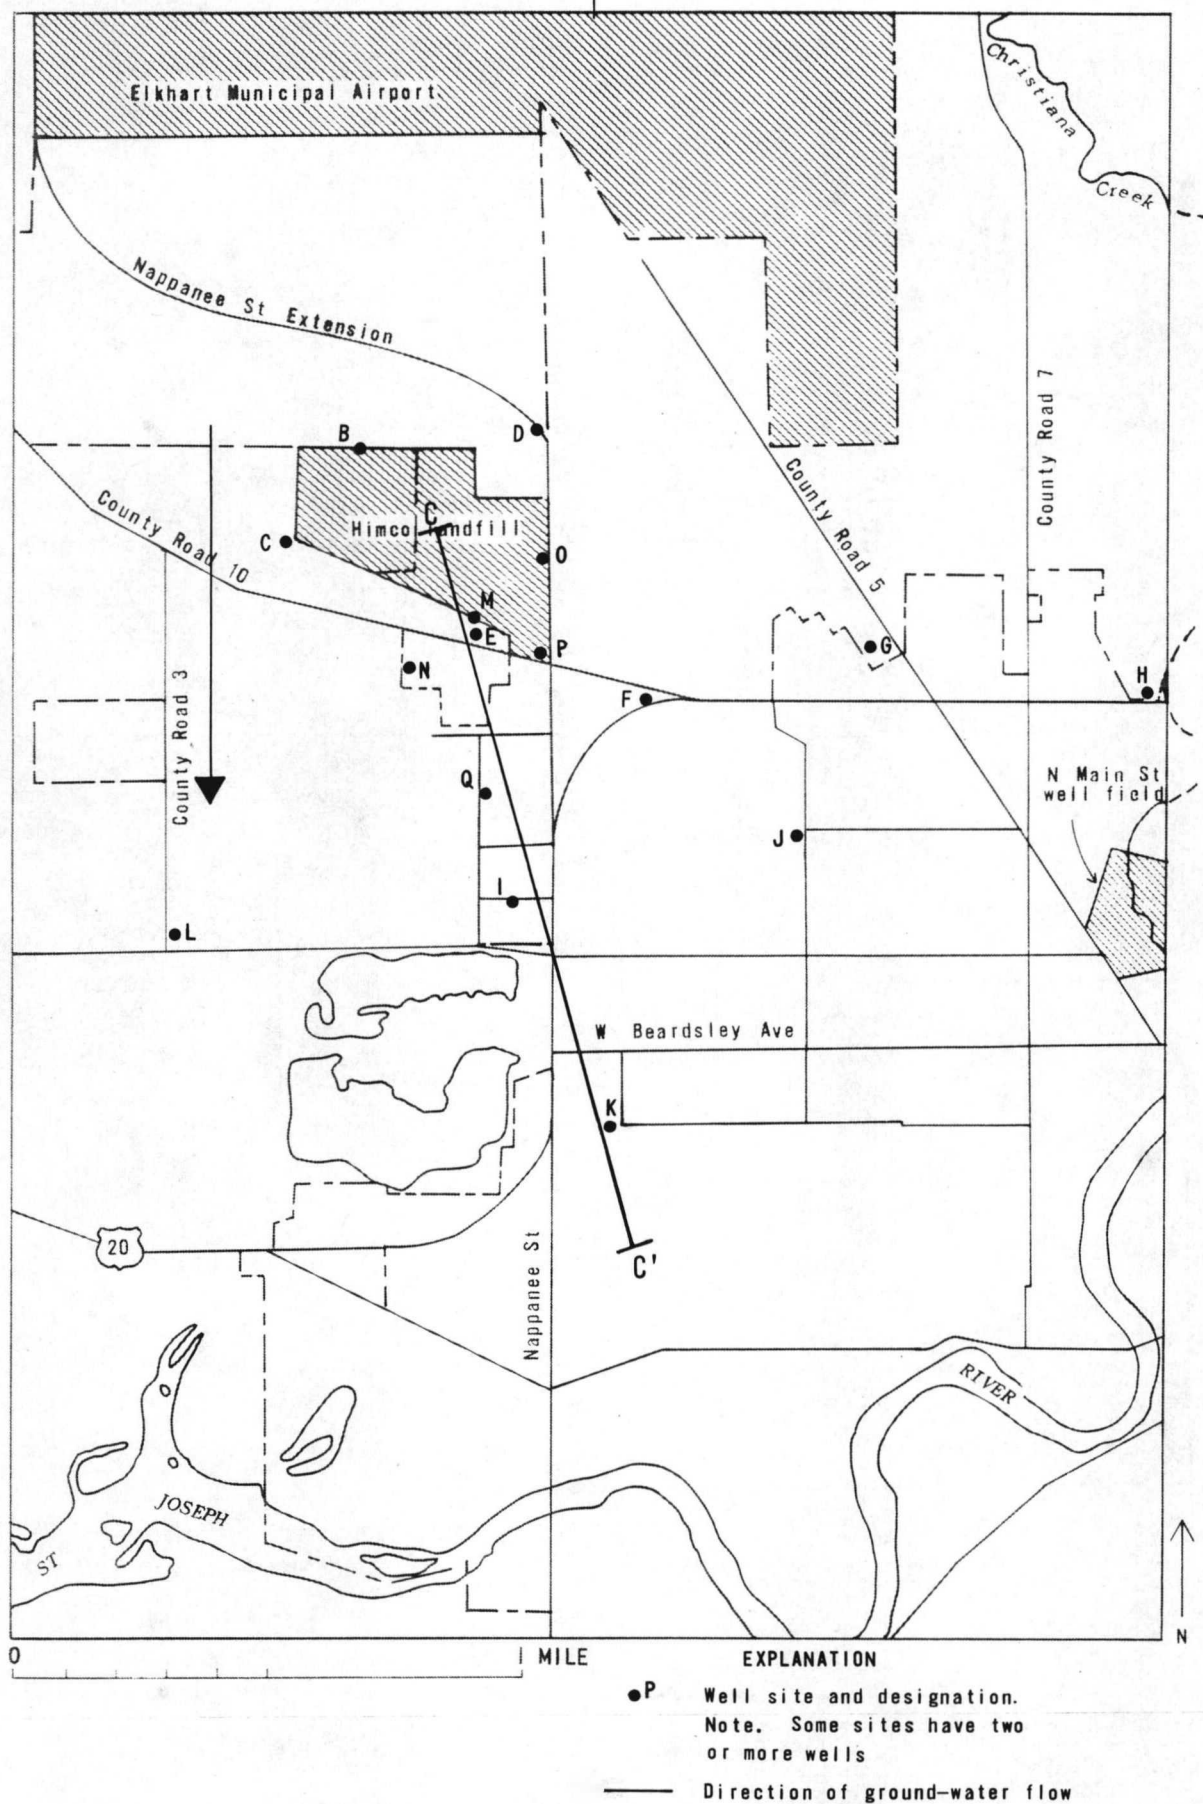 Elkhart Municipal Airport
Christiana
Creek
Nappanee St Extension
County Road 7
B
D
County Road 5
County Road 10
C
Himco landfill
C
O
M
E
P
G
N
H
F
County Road 3
N Main St
well field
Q
J
I
L
W Beardsley Ave
K
20
Nappanee St
C'
RIVER
JOSEPH
ST
N
0
1 MILE
EXPLANATION
P Well site and designation.
Note. Some sites have two
or more wells
Direction of ground-water flow